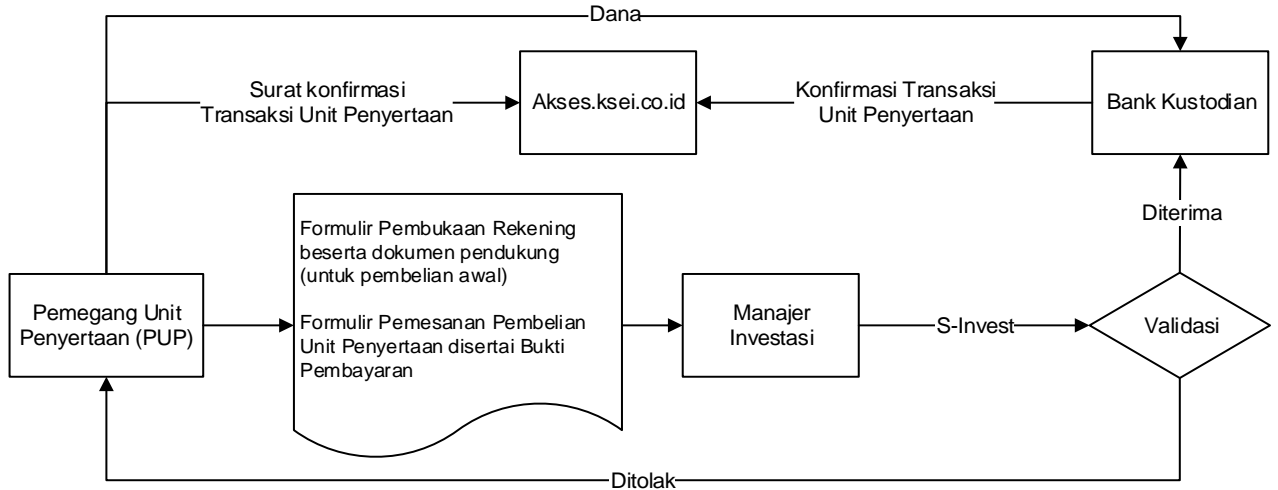 Dana
Surat konfirmasi
Transaksi Unit Penyertaan
Akses.ksei.co.id
Konfirmasi Transaksi
Unit Penyertaan
Bank Kustodian
Diterima
Formulir Pembukaan Rekening
beserta dokumen pendukung
(untuk pembelian awal)
Formulir Pemesanan Pembelian
Unit Penyertaan disertai Bukti
Pembayaran
Pemegang Unit
Penyertaan (PUP)
Manajer
Investasi
S-Invest
Validasi
Ditolak